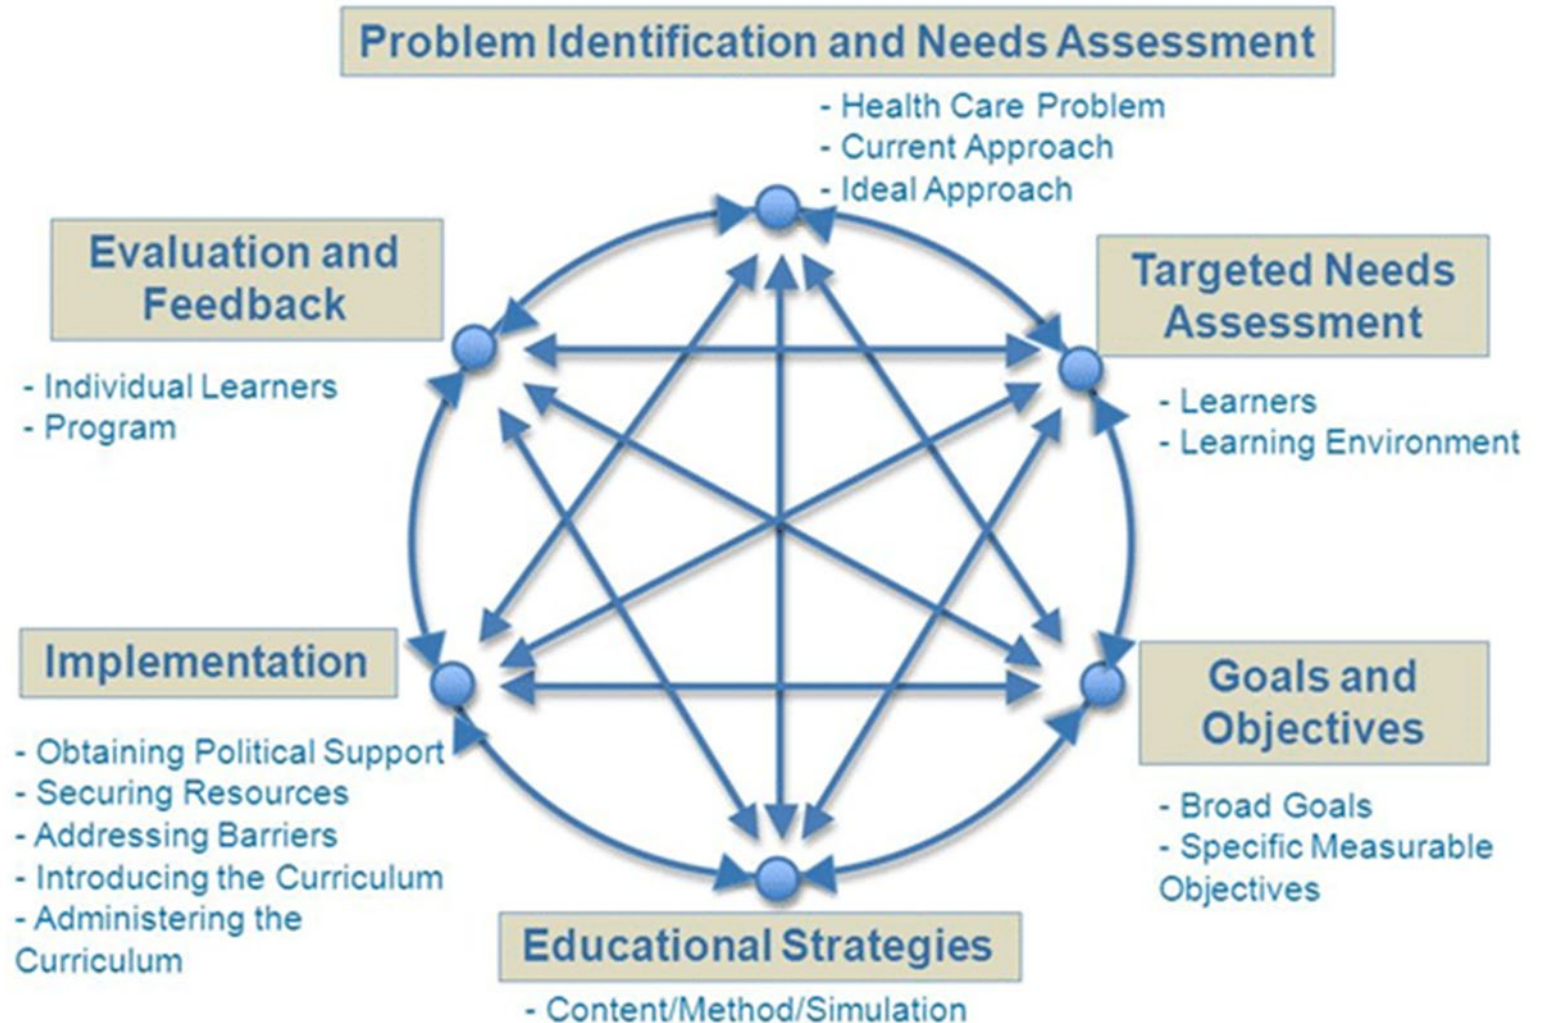 Problem Identification and Needs Assessment
- Health Care Problem
- Current Approach
- Ideal Approach
Evaluation and
Feedback
- Individual Learners
- Program
Targeted Needs
Assessment
- Learners
- Learning Environment
Implementation
- Obtaining Political Support
- Securing Resources
- Addressing Barriers
- Introducing the Curriculum
- Administering the
Curriculum
Goals and
Objectives
- Broad Goals
- Specific Measurable
Objectives
Educational Strategies
- Content/Method/Simulation